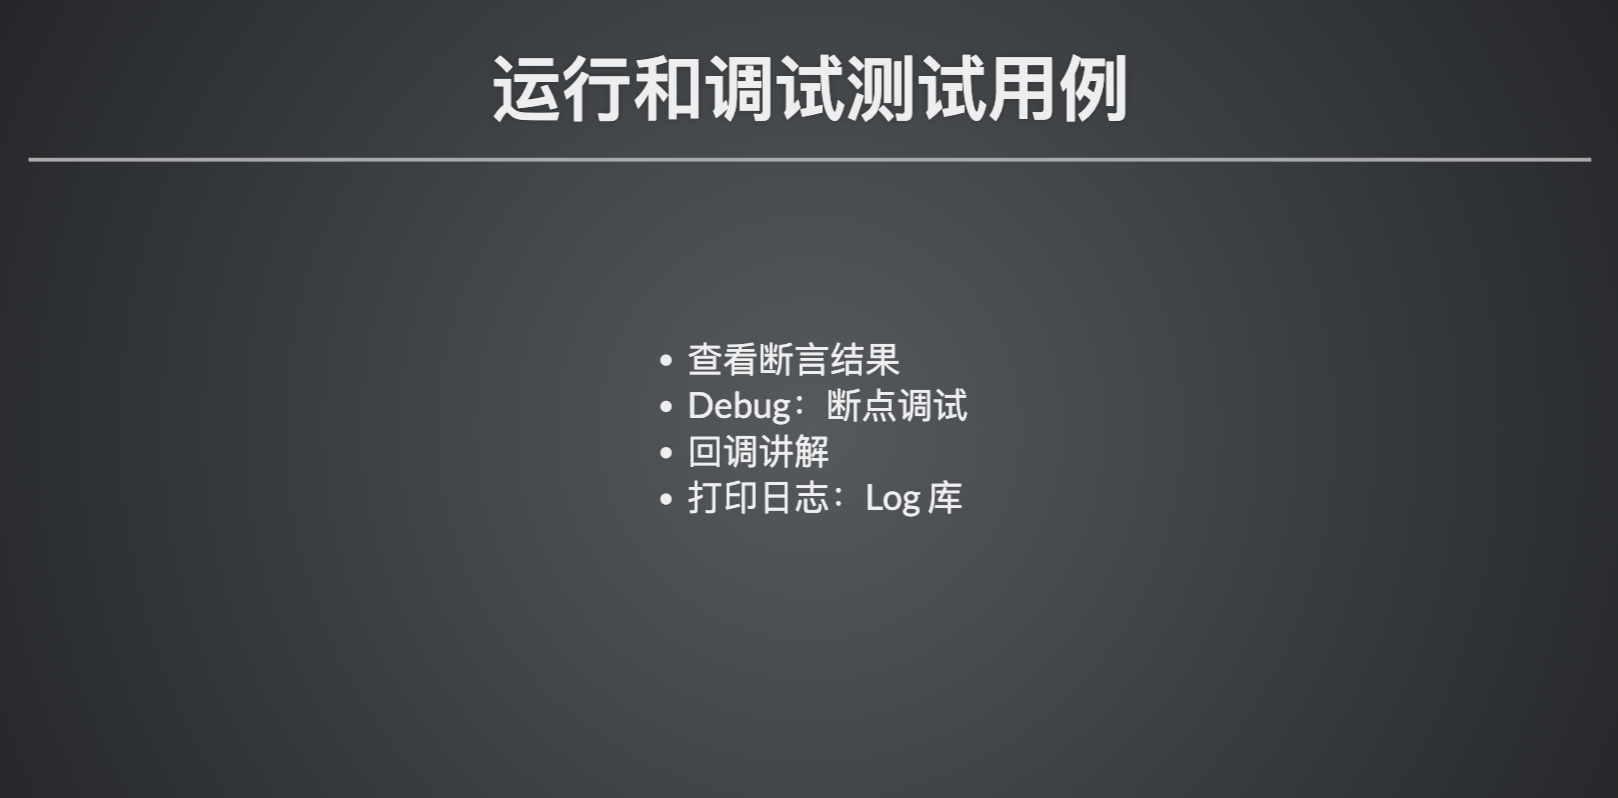 运行和调试测试用例
• 查看断言结果
• Debug：断点调试
• 回调讲解
• 打印日志：Log 库